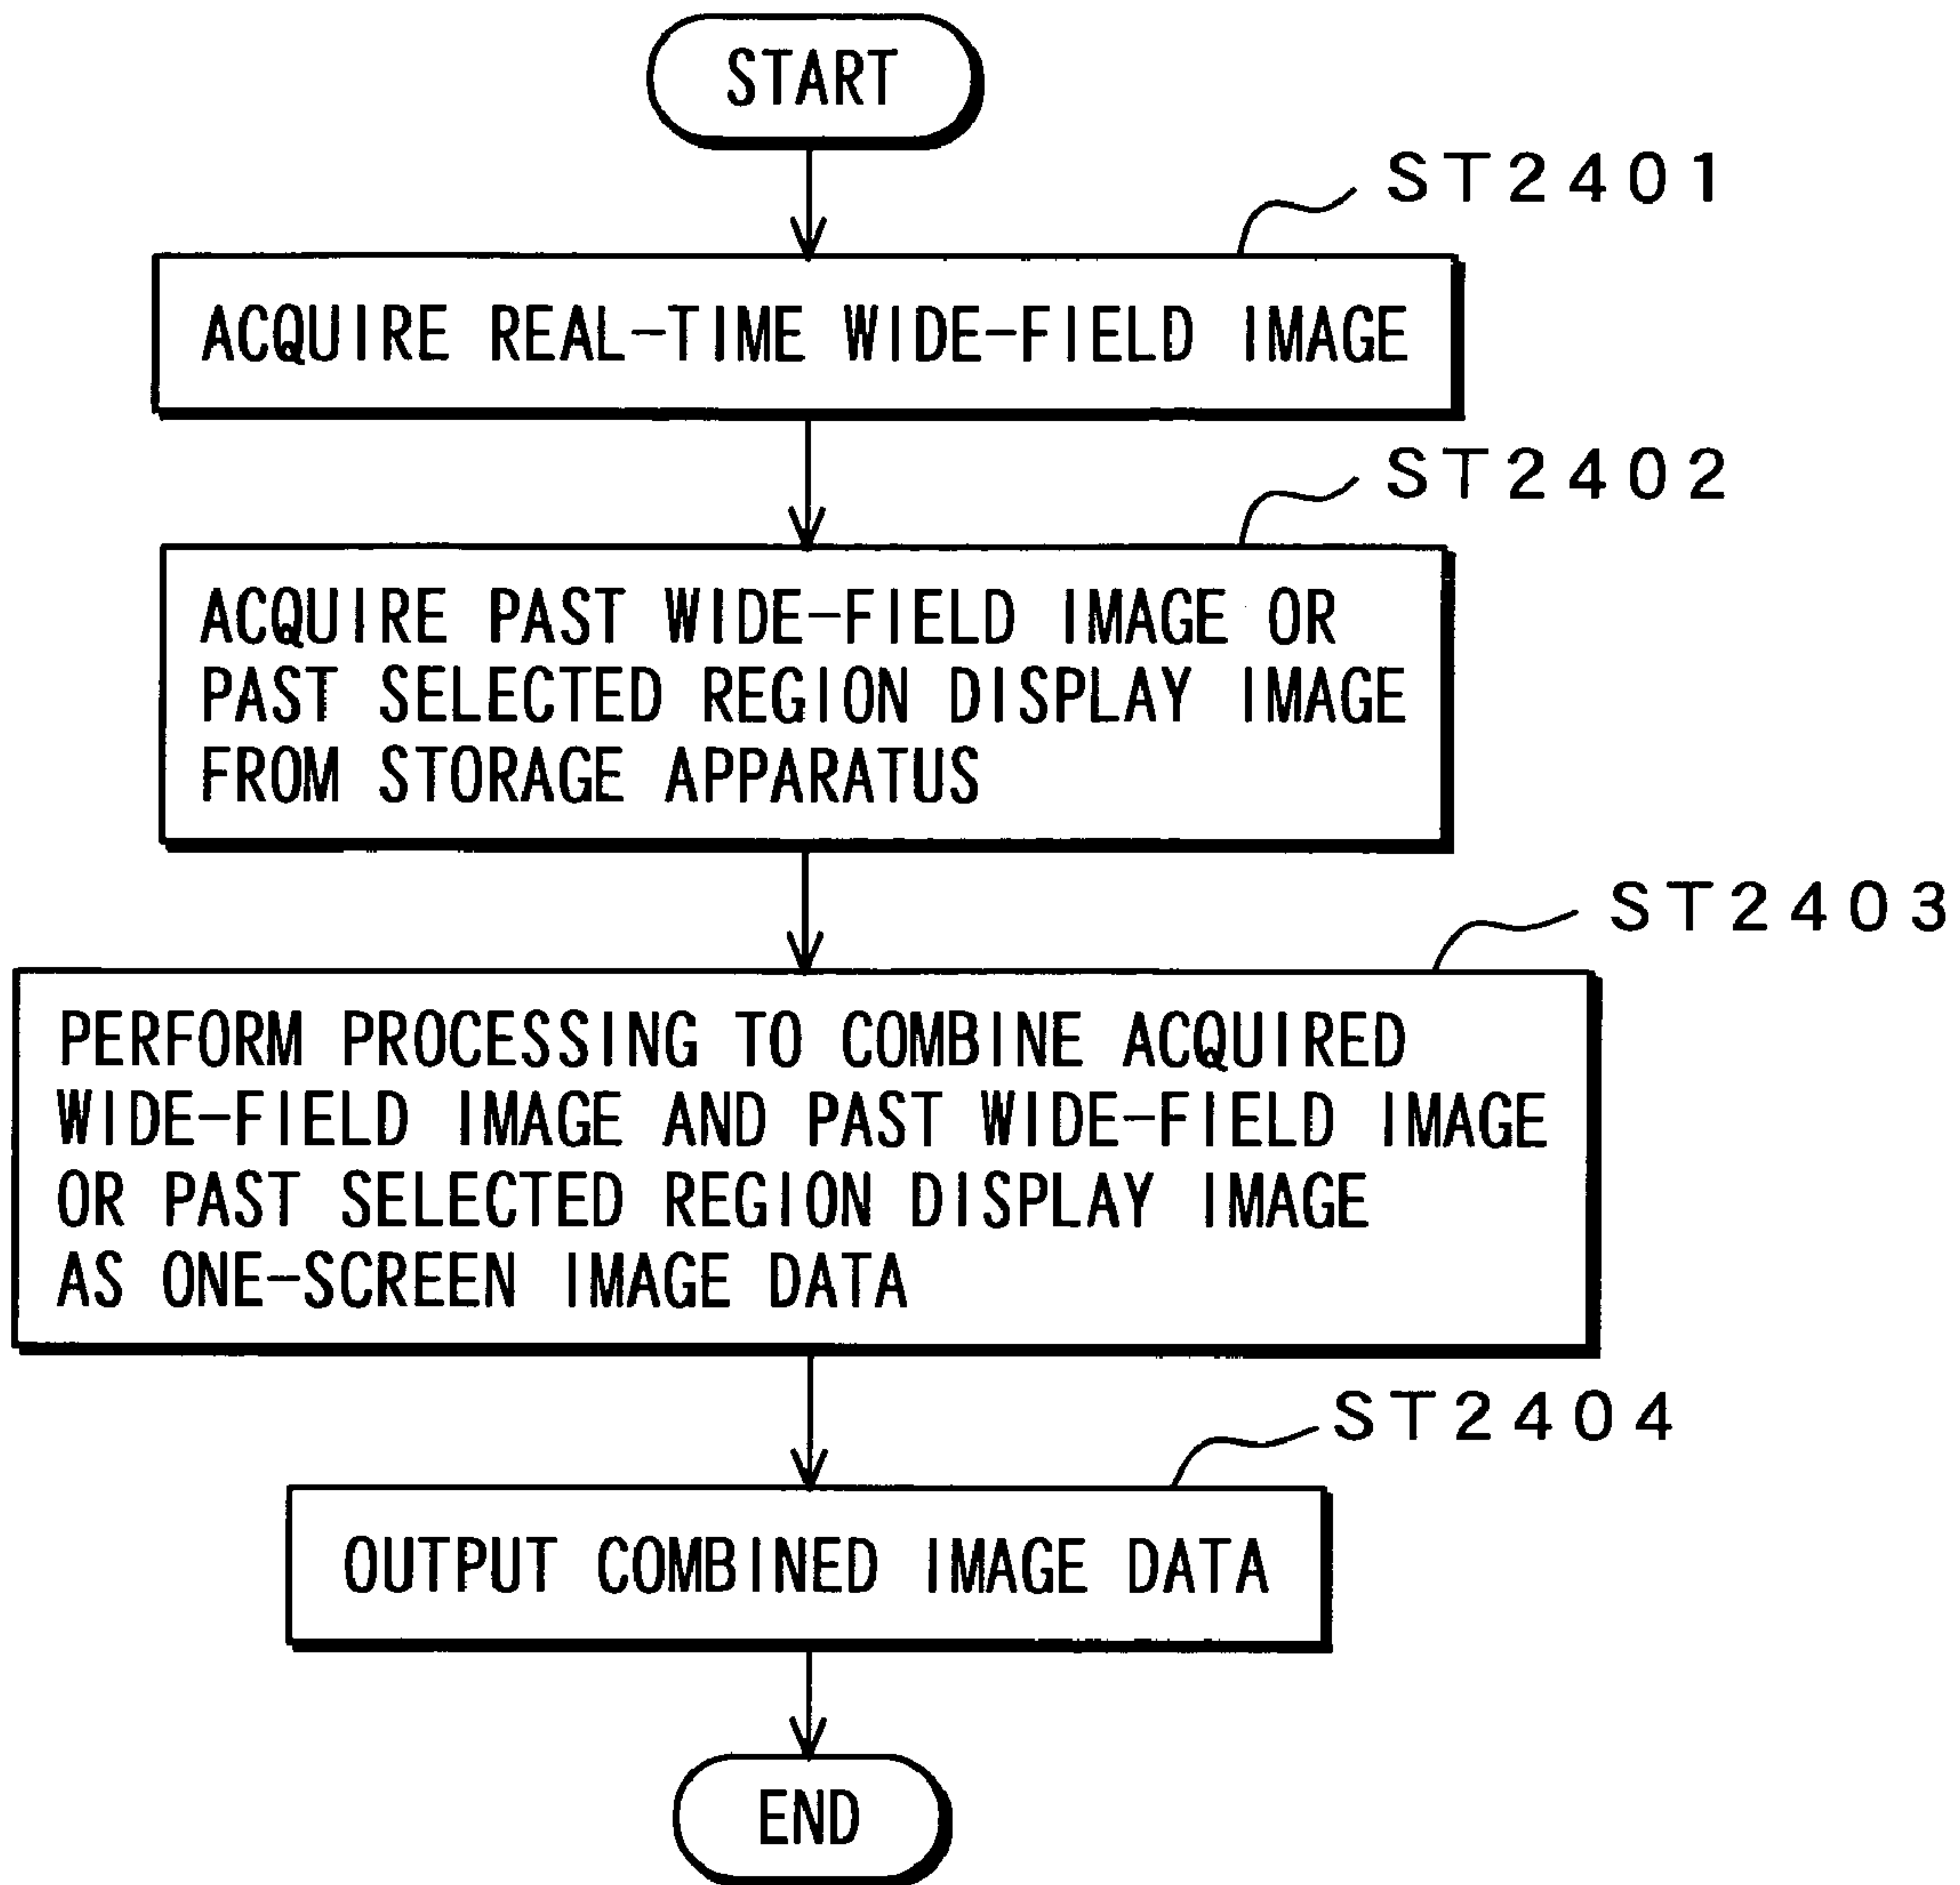 START
ST2401
ACQUIRE REAL-TIME WIDE-FIELD IMAGE
ST2402
ACQUIRE PAST WIDE-FIELD IMAGE OR
PAST SELECTED REGION DISPLAY IMAGE
FROM STORAGE APPARATUS
ST2403
PERFORM PROCESSING TO COMBINE ACQUIRED
WIDE-FIELD IMAGE AND PAST WIDE-FIELD IMAGE
OR PAST SELECTED REGION DISPLAY IMAGE
AS ONE-SCREEN IMAGE DATA
ST2404
OUTPUT COMBINED IMAGE DATA
END